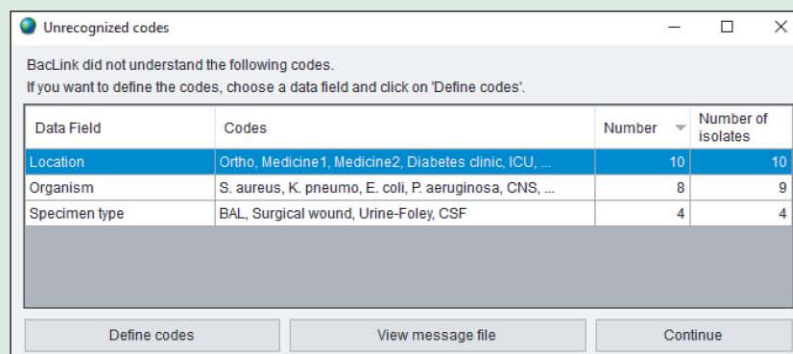 Unrecognized codes
BacLink did not understand the following codes.
If you want to define the codes, choose a data field and click on 'Define codes'.
Data Field Codes Number Number of isolates
Location Ortho, Medicine1, Medicine2, Diabetes clinic, ICU, ... 10 10
Organism S. aureus, K. pneumo, E. coli, P. aeruginosa, CNS, ... 8 9
Specimen type BAL, Surgical wound, Urine-Foley, CSF 4 4
Define codes View message file Continue